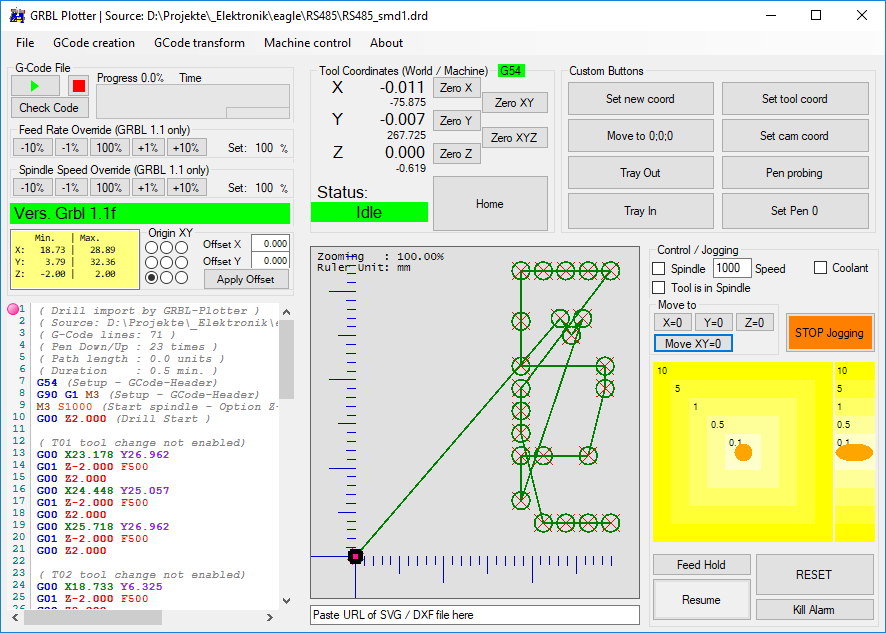 GRBL Plotter | Source: D:\Projekte\_Elektronik\eagle\RS485\RS485_smd1.drd
File GCode creation GCode transform Machine control About
G-Code File
Progress 0.0% Time
Check Code
Feed Rate Override (GRBL 1.1 only)
-10% -1% 100% +1% +10% Set: 100 %
Spindle Speed Override (GRBL 1.1 only)
-10% -1% 100% +1% +10% Set: 100 %
Vers. Grbl 1.1f
Min. | Max.
X: 18.73 | 28.89
Y: 3.79 | 32.36
Z: -2.00 | 2.00
Origin XY
Offset X 0.000
Offset Y 0.000
Apply Offset
1 ( Drill import by GRBL-Plotter )
2 ( Source: D:\Projekte\_Elektronik\e
3 ( G-Code lines: 71 )
4 ( Pen Down/Up : 23 times )
5 ( Path length : 0.0 units )
6 ( Duration : 0.5 min. )
7 G54 (Setup - GCode-Header)
8 G90 G1 M3 (Setup - GCode-Header)
9 M3 S1000 (Start spindle - Option Z-
10 G00 Z2.000 (Drill Start )
11
12 ( T01 tool change not enabled)
13 G00 X23.178 Y26.962
14 G01 Z-2.000 F500
15 G00 Z2.000
16 G00 X24.448 Y25.057
17 G01 Z-2.000 F500
18 G00 Z2.000
19 G00 X25.718 Y26.962
20 G01 Z-2.000 F500
21 G00 Z2.000
22
23 ( T02 tool change not enabled)
24 G00 X18.733 Y6.325
25 G01 Z-2.000 F500
26 G00 Z2.000
Tool Coordinates (World / Machine) G54
X -0.011 Zero X
-75.875
Zero XY
Y -0.007 Zero Y
267.725
Zero XYZ
Z 0.000 Zero Z
-0.619
Status:
Idle
Home
Custom Buttons
Set new coord Set tool coord
Move to 0;0;0 Set cam coord
Tray Out Pen probing
Tray In Set Pen 0
Zooming : 100.00%
Ruler Unit: mm
Paste URL of SVG / DXF file here
Control / Jogging
Spindle 1000 Speed Coolant
Tool is in Spindle
Move to
X=0 Y=0 Z=0
Move XY=0
STOP Jogging
10 10
5 5
1 1
0.5 0.5
0.1 0.1
Feed Hold
RESET
Resume
Kill Alarm